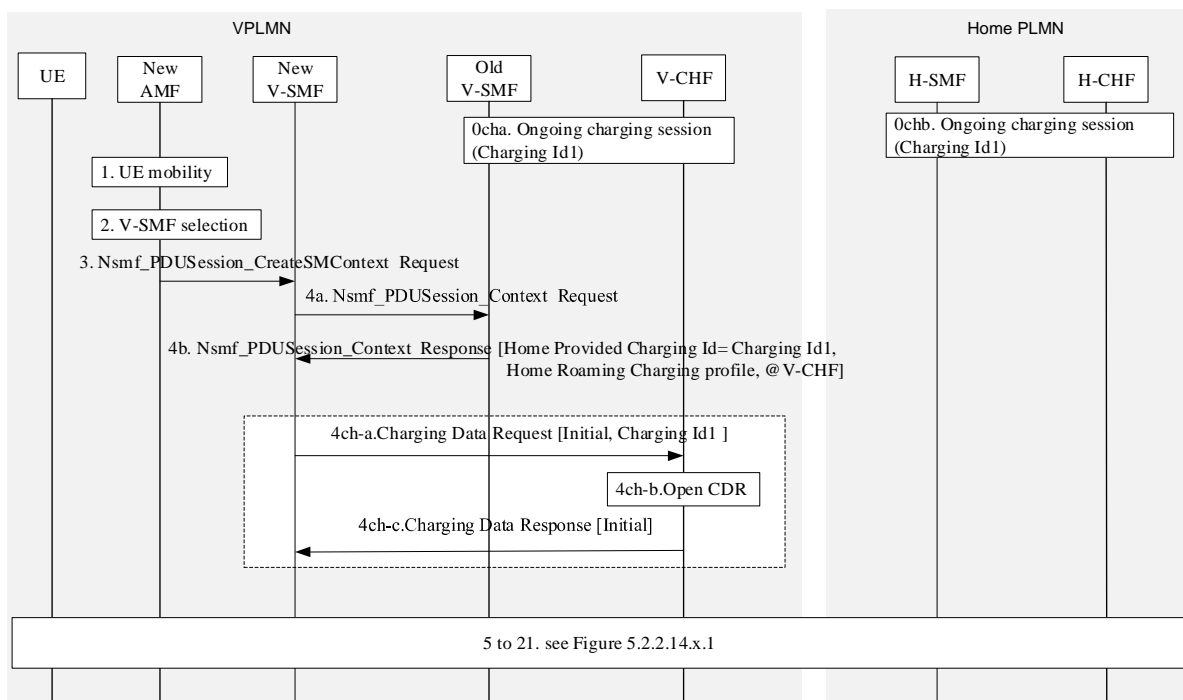 VPLMN
Home PLMN
UE
New
AMF
New
V-SMF
Old
V-SMF
V-CHF
H-SMF
H-CHF
0cha. Ongoing charging session
(Charging Id1)
0chb. Ongoing charging session
(Charging Id1)
1. UE mobility
2. V-SMF selection
3. Nsmf_PDUSession_CreateSMContext Request
4a. Nsmf_PDUSession_Context Request
4b. Nsmf_PDUSession_Context Response [Home Provided Charging Id= Charging Id1,
Home Roaming Charging profile, @V-CHF]
4ch-a.Charging Data Request [Initial, Charging Id1 ]
4ch-b.Open CDR
4ch-c.Charging Data Response [Initial]
5 to 21. see Figure 5.2.2.14.x.1